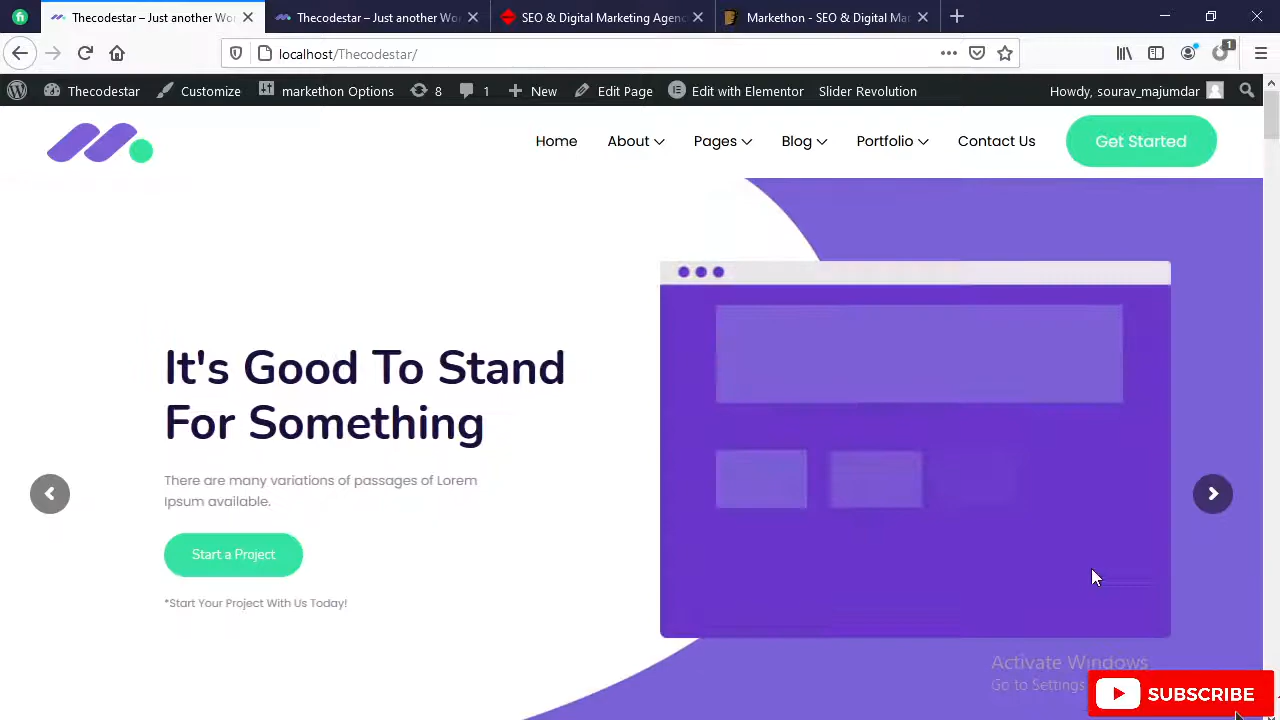 Thecodestar – Just another Wo
Thecodestar – Just another Wo
SEO & Digital Marketing Agenc
Markethon - SEO & Digital Ma
localhost/Thecodestar/
1
Thecodestar
Customize
markethon Options
8
1
New
Edit Page
Edit with Elementor
Slider Revolution
Howdy, sourav_majumdar
Home
About
Pages
Blog
Portfolio
Contact Us
Get Started
It's Good To Stand
For Something
There are many variations of passages of Lorem
Ipsum available.
Start a Project
*Start Your Project With Us Today!
Activate Windows
Go to Settings
SUBSCRIBE